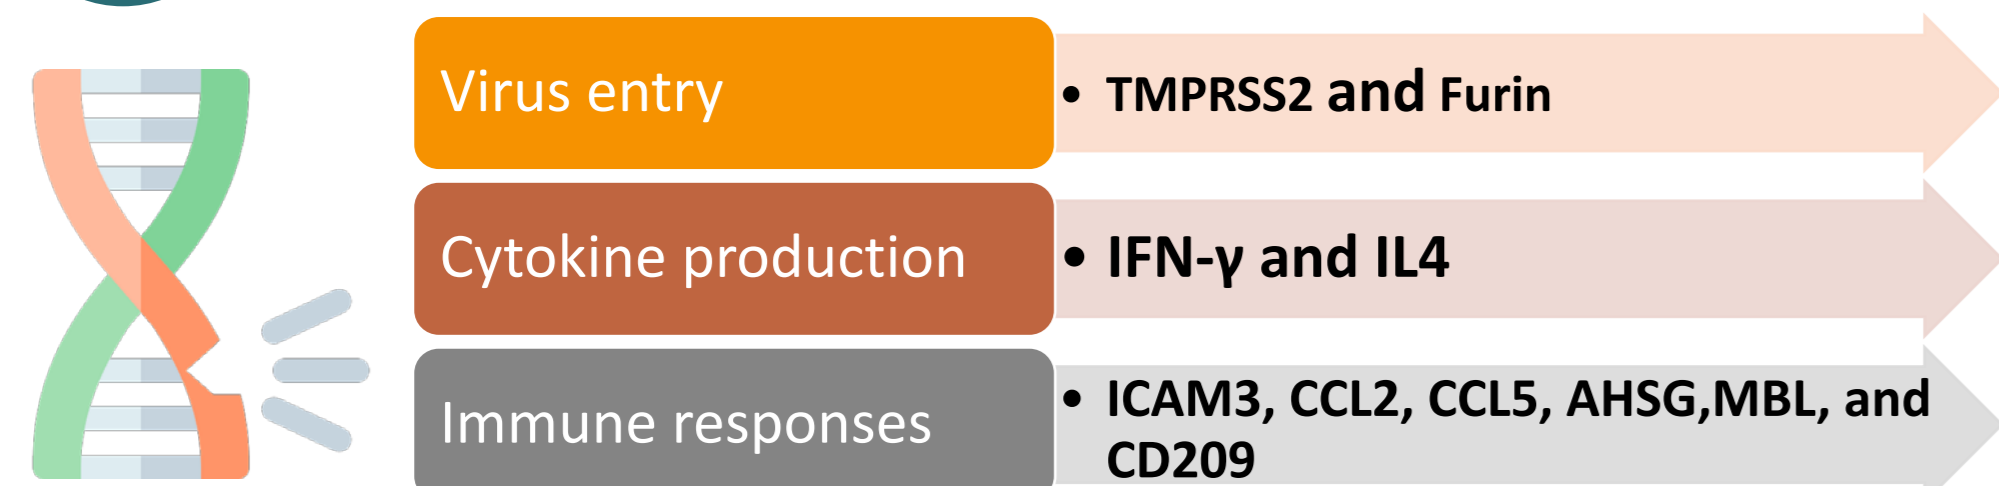 Virus entry
• TMPRSS2 and Furin
Cytokine production
• IFN-γ and IL4
Immune responses
• ICAM3, CCL2, CCL5, AHSG,MBL, and
CD209